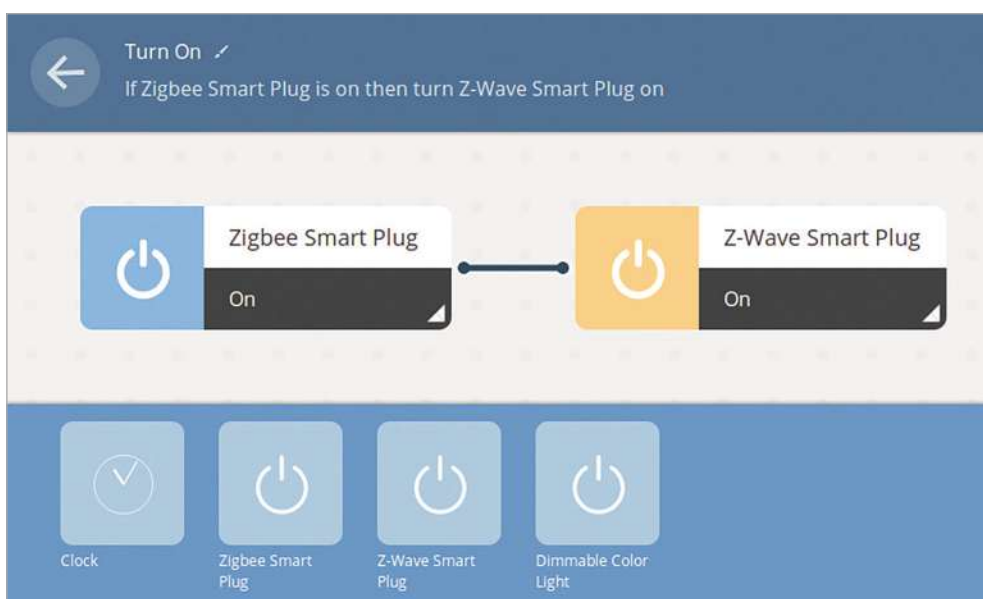 Turn On
If Zigbee Smart Plug is on then turn Z-Wave Smart Plug on
Zigbee Smart Plug
On
Z-Wave Smart Plug
On
Clock
Zigbee Smart
Plug
Z-Wave Smart
Plug
Dimmable Color
Light